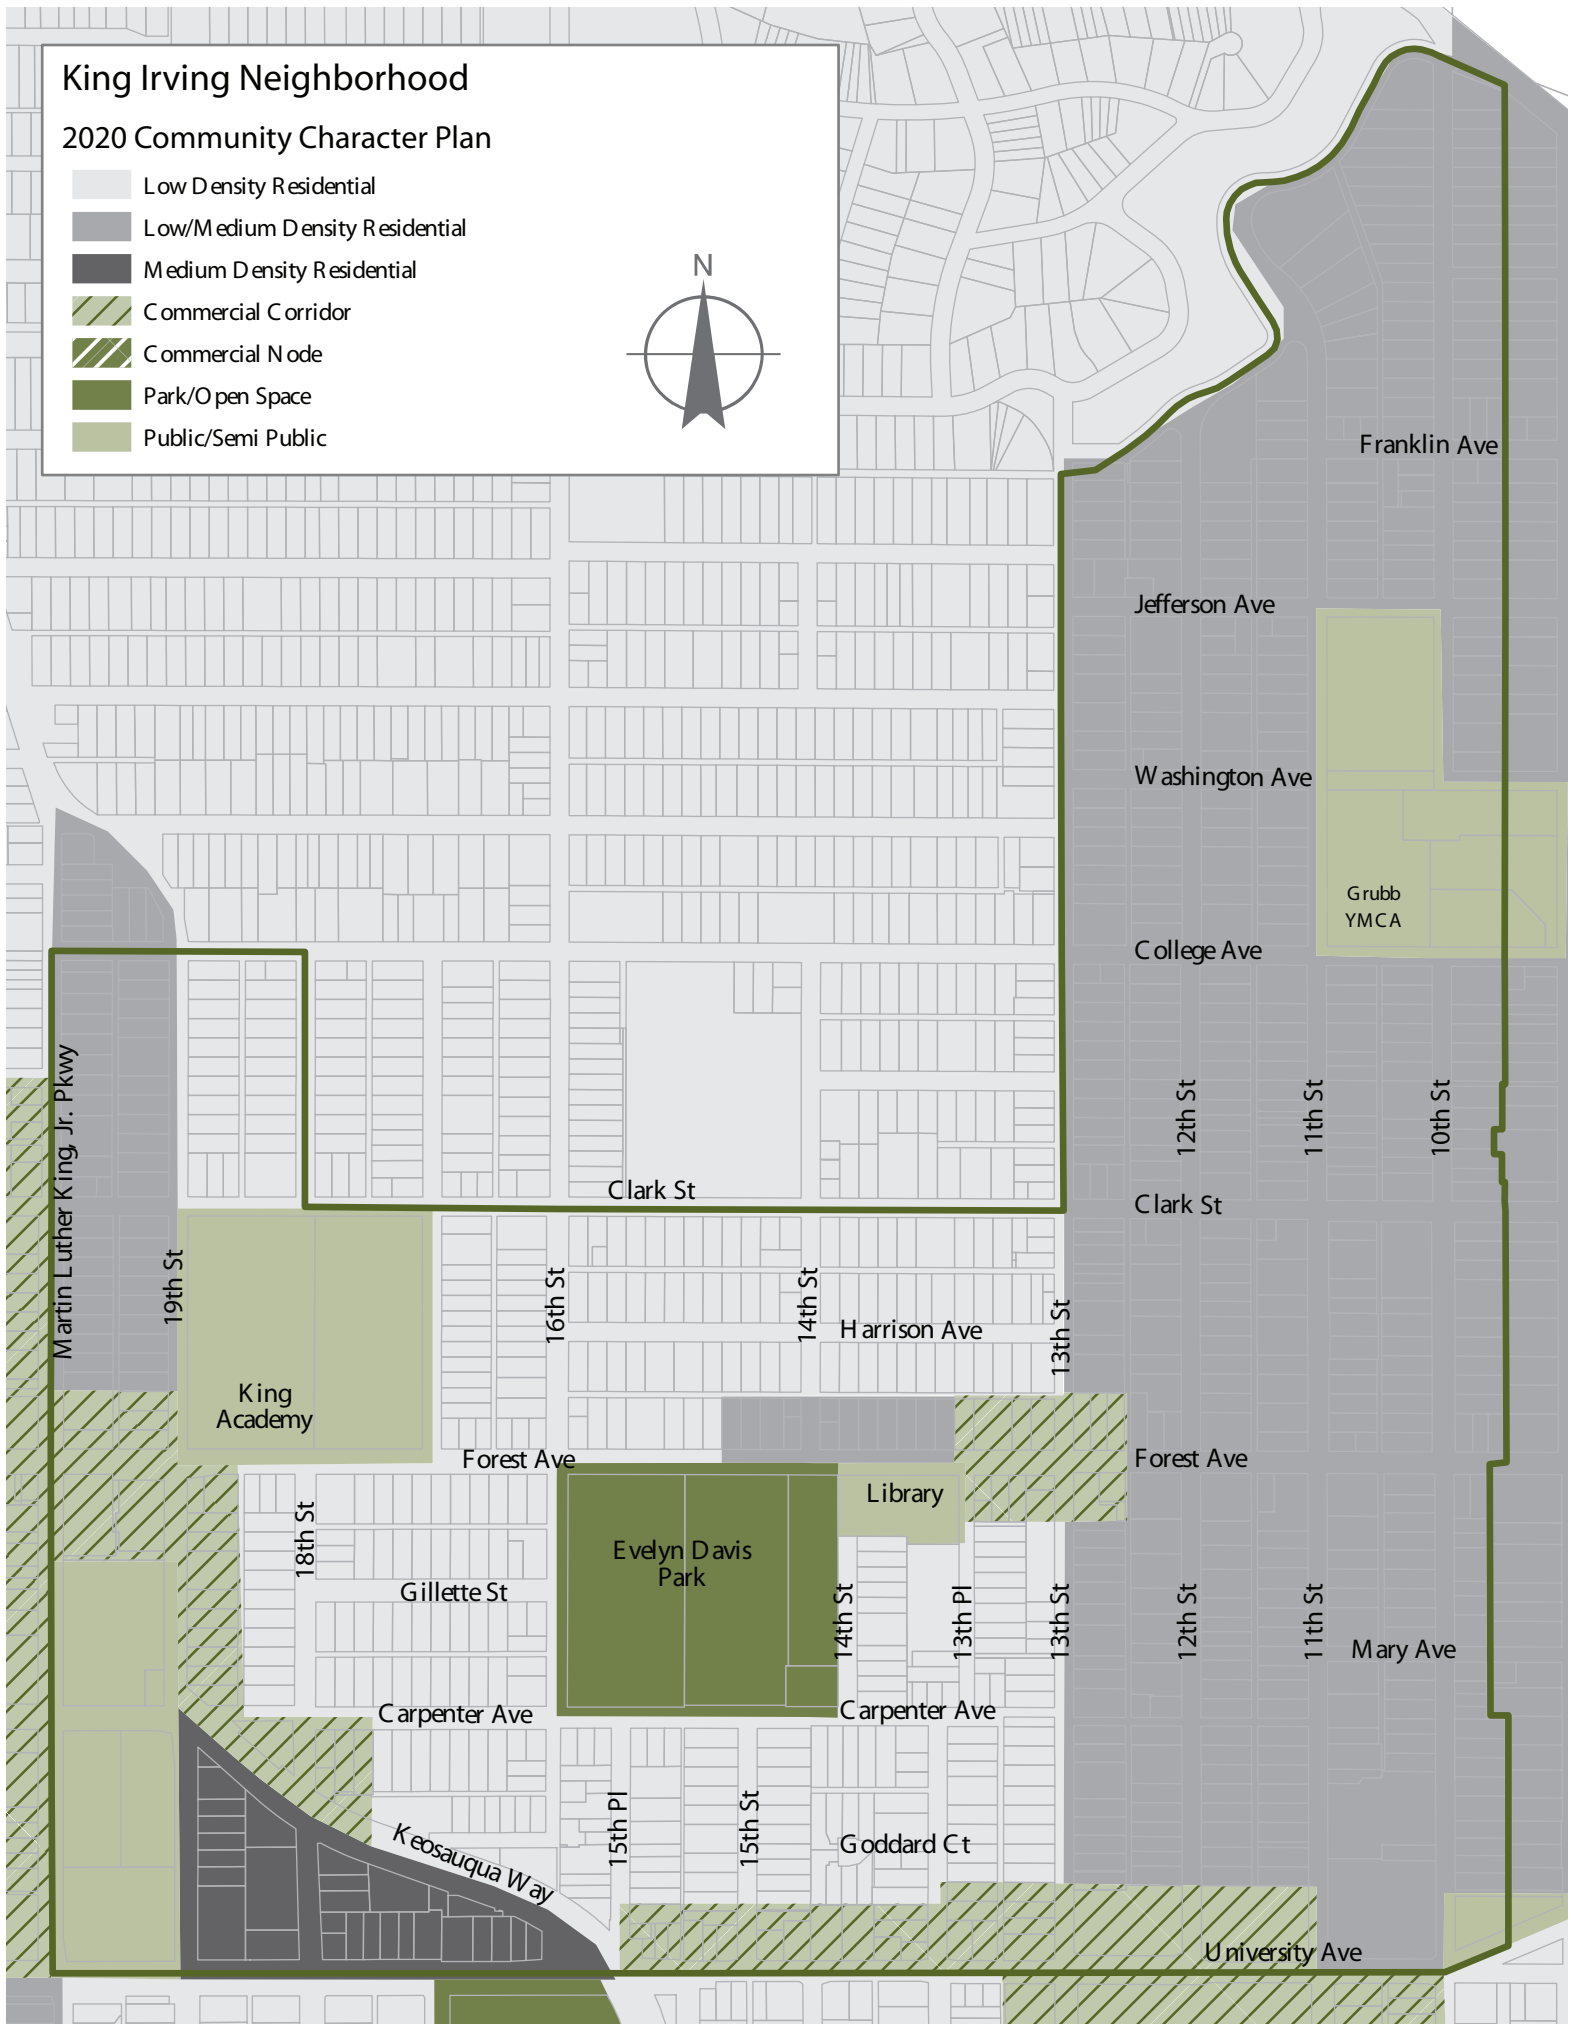 King Irving Neighborhood
2020 Community Character Plan
Low Density Residential
Low/Medium Density Residential
Medium Density Residential
Commercial Corridor
Commercial Node
Park/Open Space
Public/Semi Public
N
Franklin Ave
Jefferson Ave
Washington Ave
Grubb
YMCA
College Ave
Martin Luther King, Jr. Pkwy
12th St
11th St
10th St
Clark St
Clark St
19th St
16th St
14th St
Harrison Ave
13th St
King
Academy
Forest Ave
Forest Ave
Library
18th St
Evelyn Davis
Park
Gillette St
14th St
13th Pl
13th St
12th St
11th St
Mary Ave
Carpenter Ave
Carpenter Ave
15th Pl
15th St
Keosauqua Way
Goddard Ct
University Ave